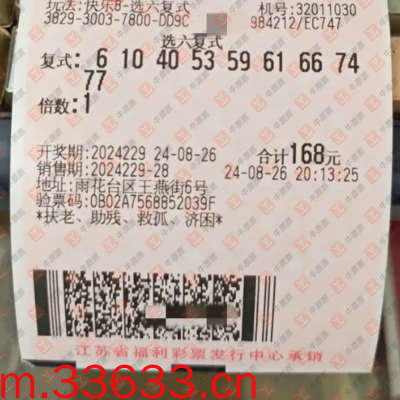 玩法:快乐8-选六复式 机号:32011030
3829-3003-7800-DD9C 984212/EC747
选六复式
复式: 6 10 40 53 59 61 66 74
77
倍数:1
开奖期:2024229 24-08-26 合计168元
销售期:2024229-28 24-08-26 20:13:25
地址:雨花台区王燕街6号
验票码:0B02A7568852039F
*扶老、助残、救孤、济困*
江苏省福利彩票发行中心承销
m.33633.cn